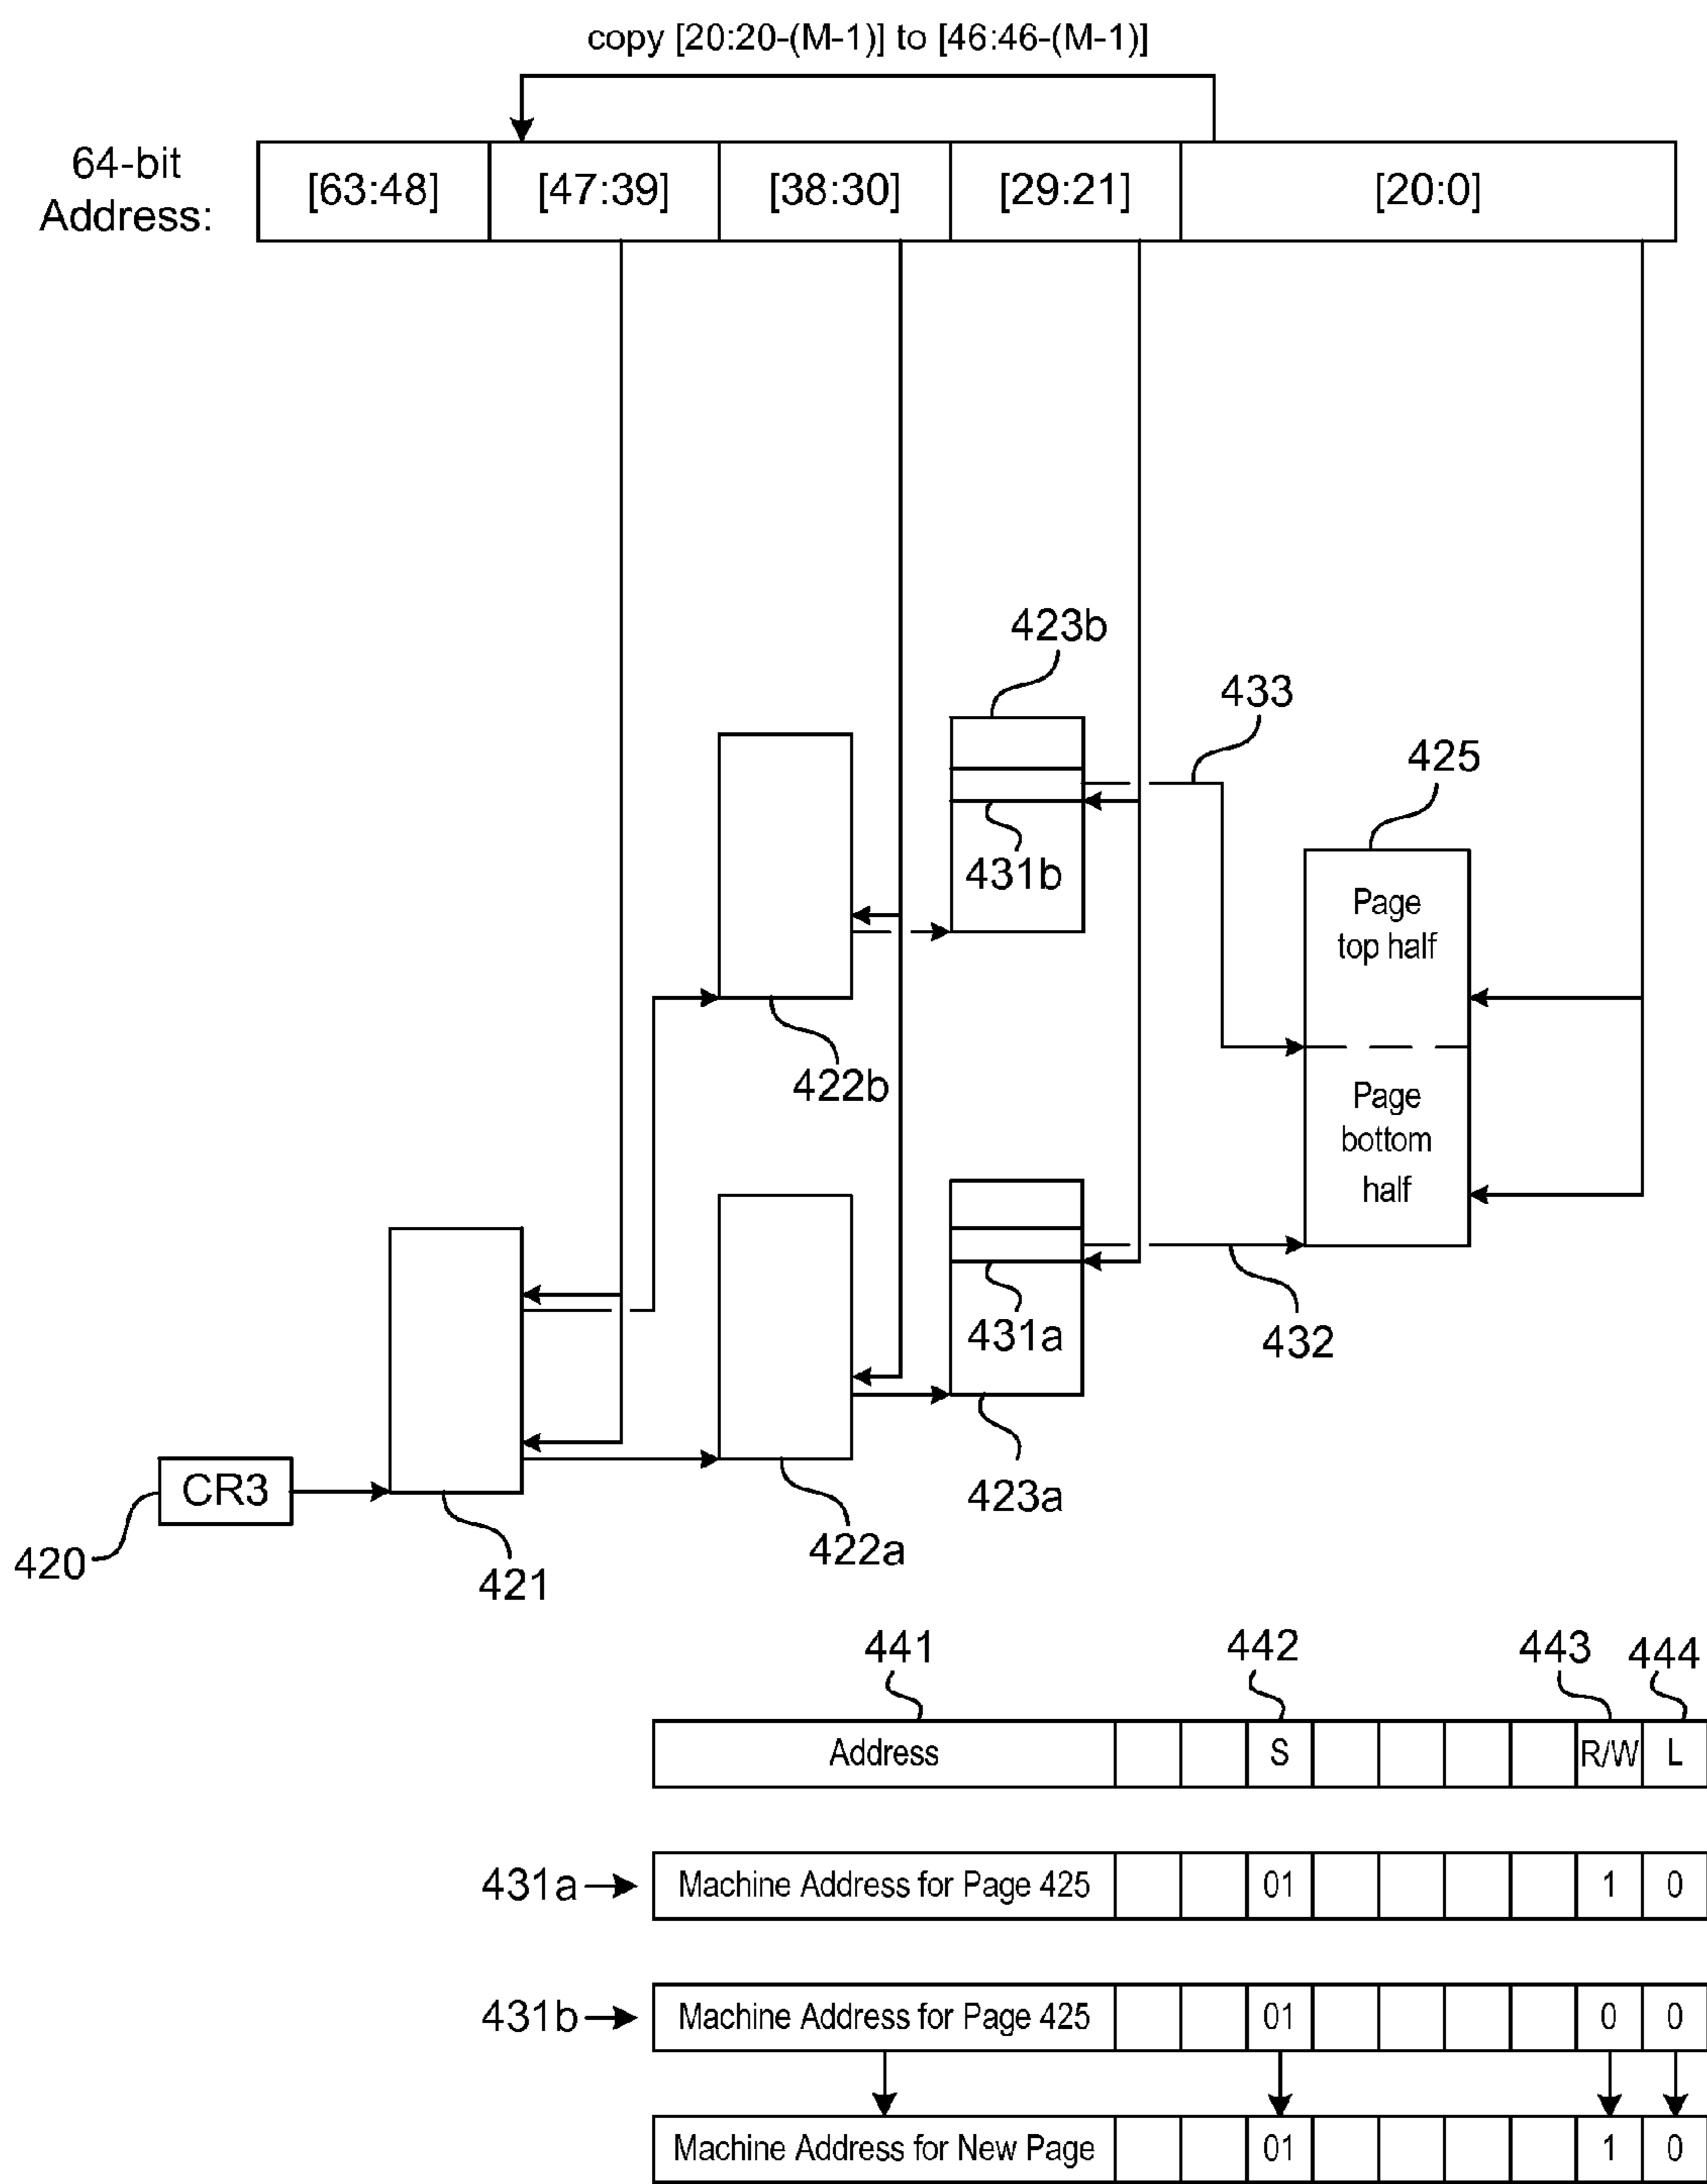 copy [20:20-(M-1)] to [46:46-(M-1)]
64-bit
Address:
[63:48] [47:39] [38:30] [29:21] [20:0]
423b
433
425
431b
Page
top half
422b
Page
bottom
half
431a
432
CR3
423a
420
422a
421
441 442 443 444
Address S R/W L
431a Machine Address for Page 425 01 1 0
431b Machine Address for Page 425 01 0 0
Machine Address for New Page 01 1 0